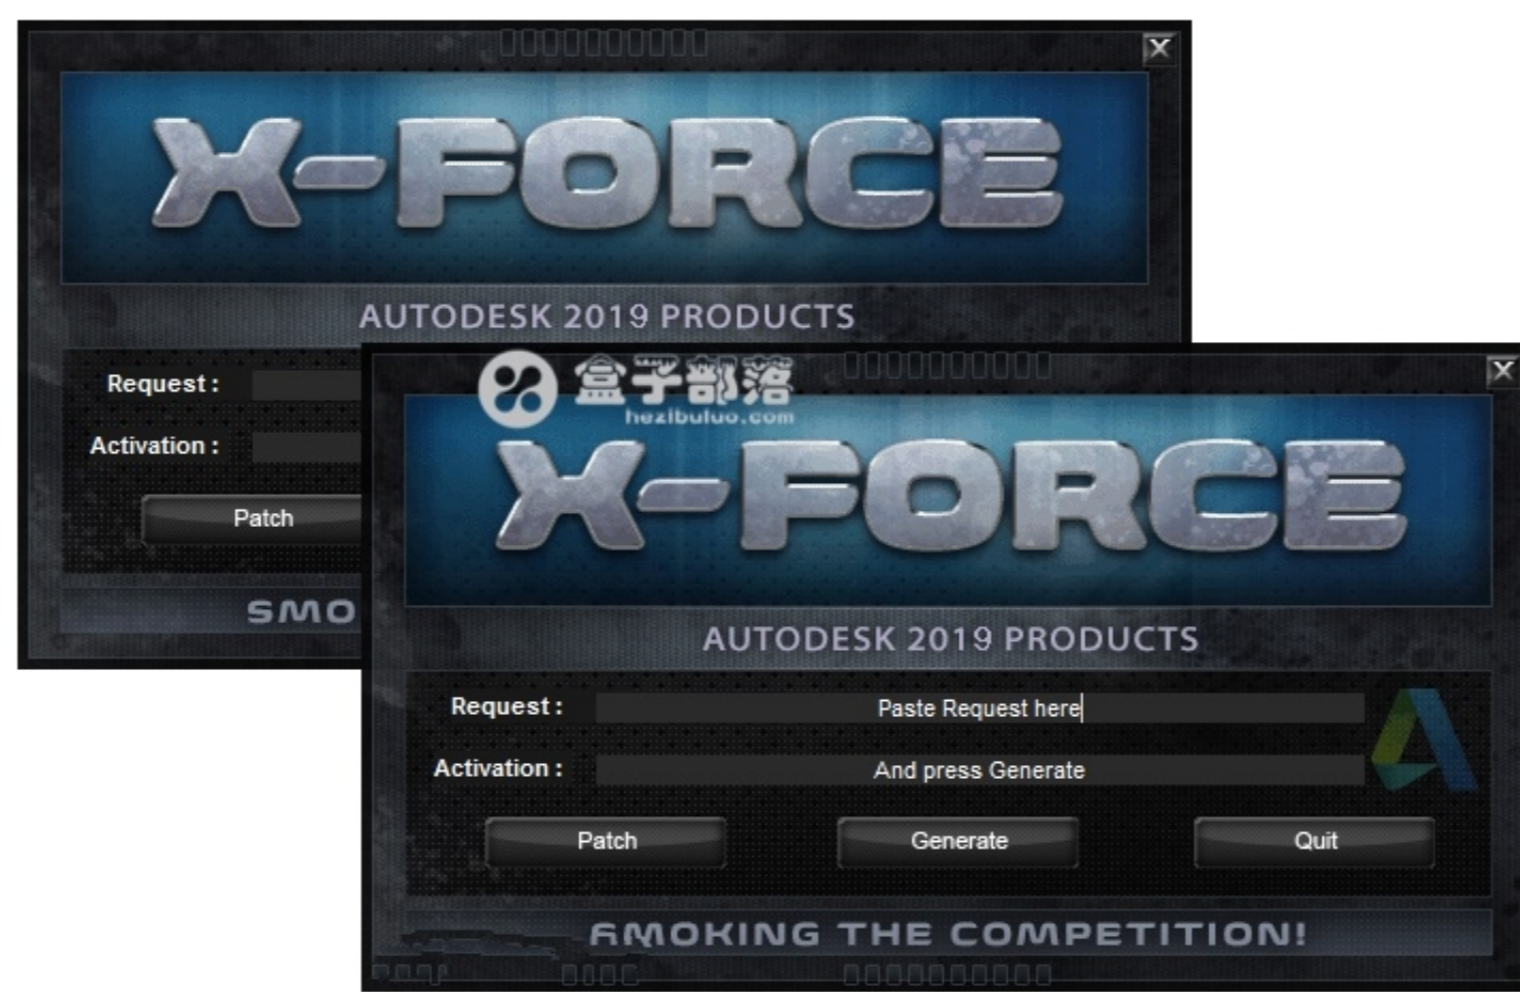 X
X-FORCE
AUTODESK 2019 PRODUCTS
Request :
Activation :
Patch
SMO
盒子部落
hezibuluo.com
X
X-FORCE
AUTODESK 2019 PRODUCTS
Request : Paste Request here
Activation : And press Generate
Patch Generate Quit
SMOKING THE COMPETITION!